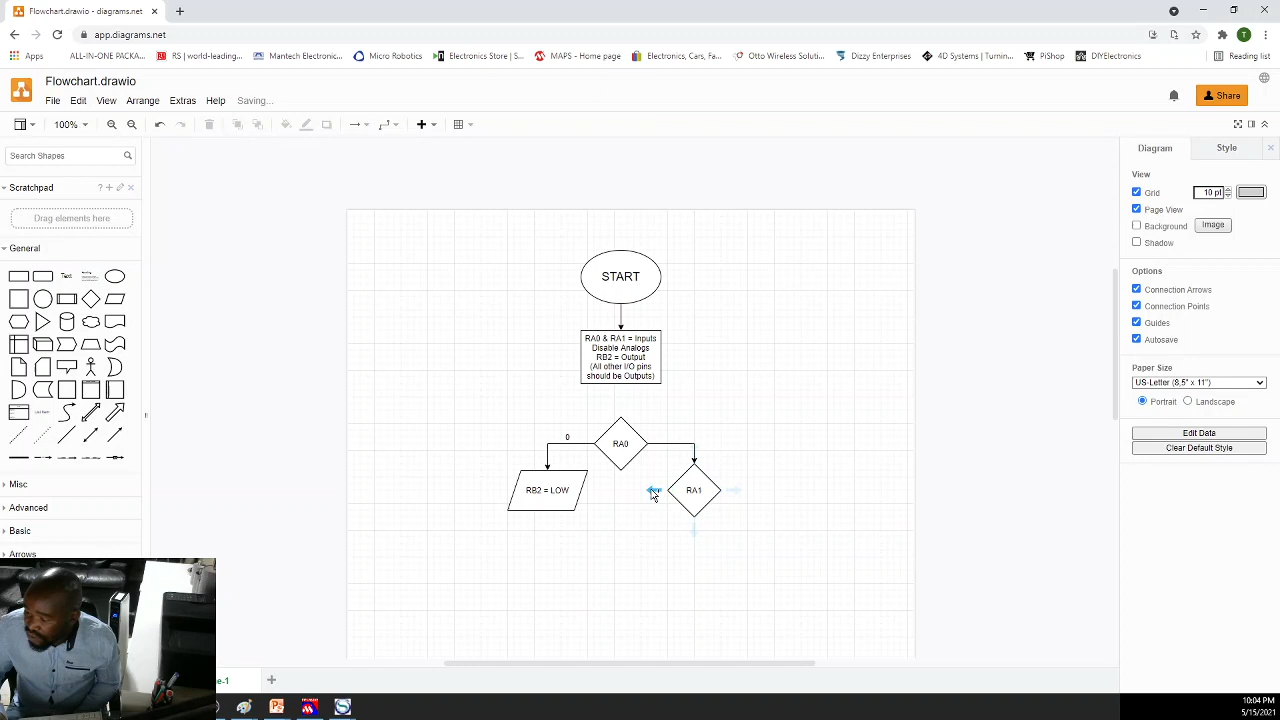 Flowchart.drawio - diagrams.net
app.diagrams.net
T
Apps
ALL-IN-ONE PACKA...
RS | world-leading...
Mantech Electronic...
Micro Robotics
Electronics Store | S...
MAPS - Home page
Electronics, Cars, Fa...
Otto Wireless Soluti...
Dizzy Enterprises
4D Systems | Turnin...
PiShop
DIYElectronics
Reading list
Flowchart.drawio
File Edit View Arrange Extras Help Saving...
Share
100%
Search Shapes
Scratchpad
Drag elements here
General
Text
Misc
Advanced
Basic
Arrows
START
RA0 & RA1 = Inputs
Disable Analogs
RB2 = Output
(All other I/O pins
should be Outputs)
0
RA0
RB2 = LOW
RA1
Diagram
Style
View
Grid
10 pt
Page View
Background
Image
Shadow
Options
Connection Arrows
Connection Points
Guides
Autosave
Paper Size
US-Letter (8,5" x 11")
Portrait
Landscape
Edit Data
Clear Default Style
e-1
10:04 PM
5/15/2021